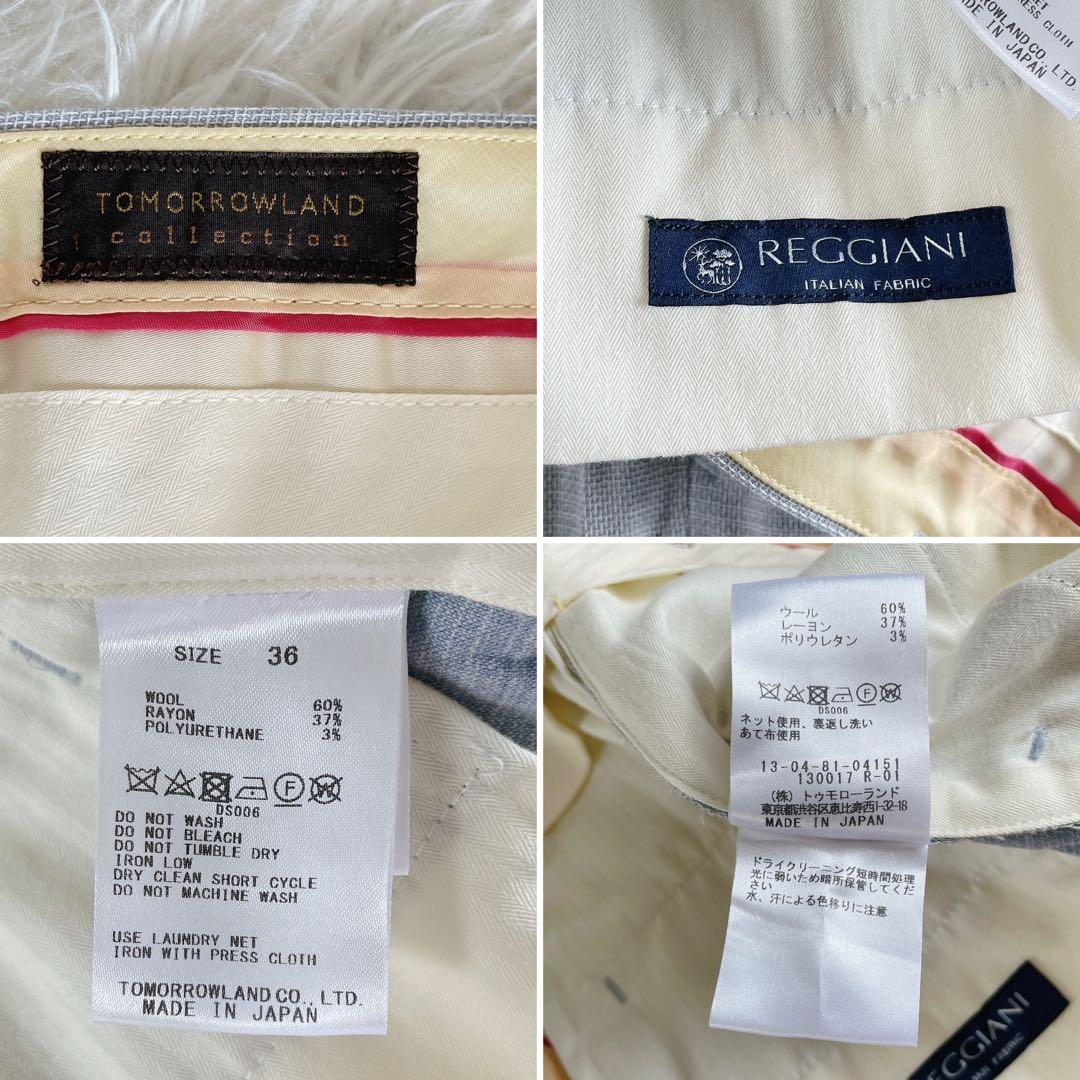 TOMORROWLAND
collection
PRESS CLOTH
TOMORROWLAND CO., LTD.
MADE IN JAPAN
REGGIANI
ITALIAN FABRIC
SIZE 36
WOOL 60%
RAYON 37%
POLYURETHANE 3%
DS006
DO NOT WASH
DO NOT BLEACH
DO NOT TUMBLE DRY
IRON LOW
DRY CLEAN SHORT CYCLE
DO NOT MACHINE WASH
USE LAUNDRY NET
IRON WITH PRESS CLOTH
TOMORROWLAND CO., LTD.
MADE IN JAPAN
ウール 60%
レーヨン 37%
ポリウレタン 3%
DS006
ネット使用、裏返し洗い
あて布使用
13-04-81-04151
130017 R-01
(株)トゥモローランド
東京都渋谷区恵比寿西1-32-18
MADE IN JAPAN
ドライクリーニング短時間処理
光に弱いため暗所保管してくだ
さい
水、汗による色移りに注意
REGGIANI
FABRIC